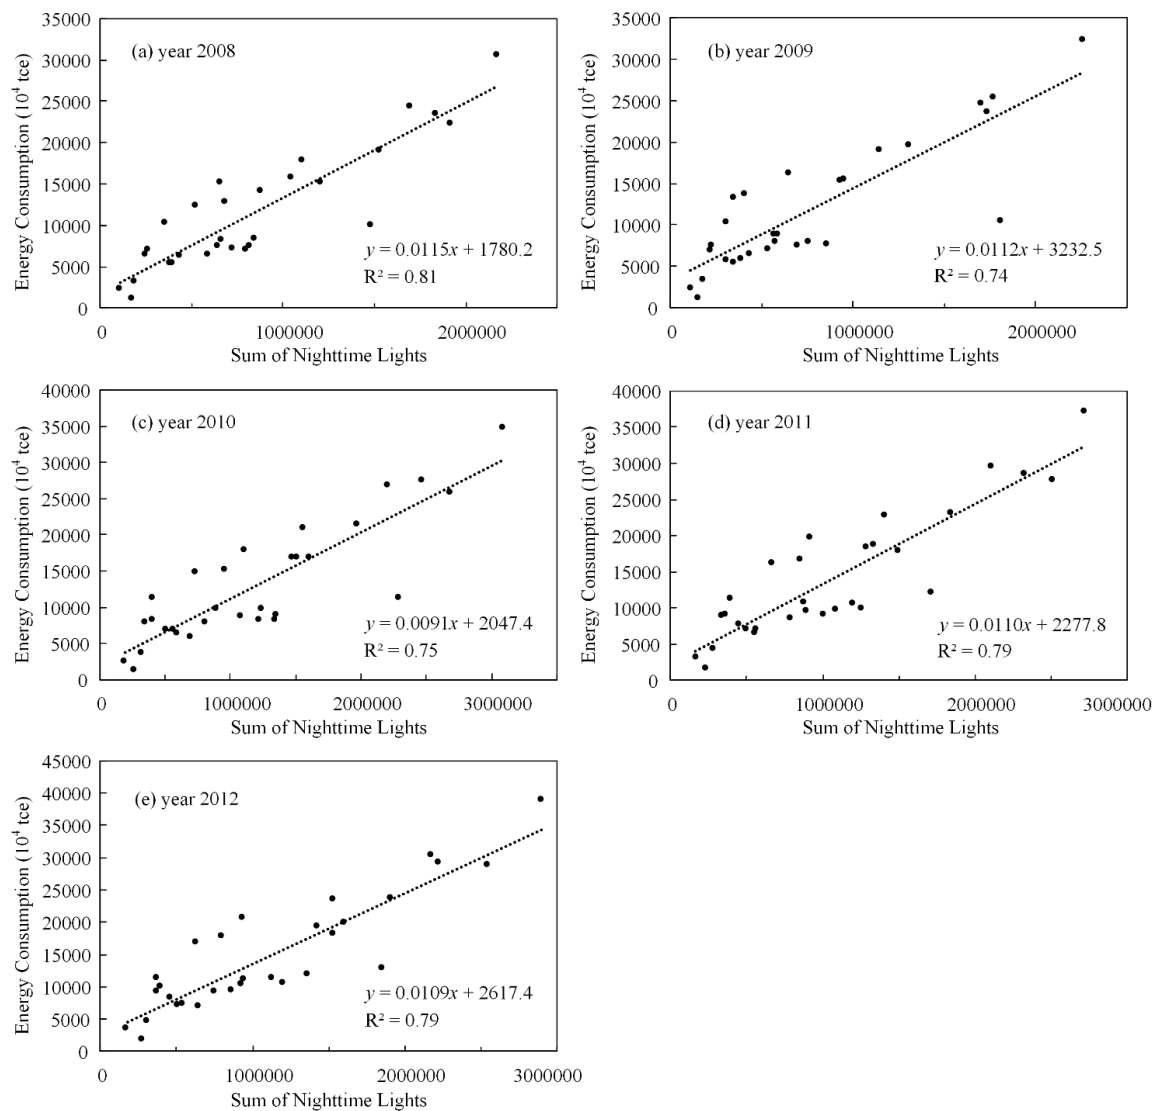 35000
30000
25000
20000
15000
10000
5000
0
Energy Consumption (10⁴ tce)
(a) year 2008
y = 0.0115x + 1780.2
R² = 0.81
0 1000000 2000000
Sum of Nighttime Lights
35000
30000
25000
20000
15000
10000
5000
0
Energy Consumption (10⁴ tce)
(b) year 2009
y = 0.0112x + 3232.5
R² = 0.74
0 1000000 2000000
Sum of Nighttime Lights
40000
35000
30000
25000
20000
15000
10000
5000
0
Energy Consumption (10⁴ tce)
(c) year 2010
y = 0.0091x + 2047.4
R² = 0.75
0 1000000 2000000 3000000
Sum of Nighttime Lights
40000
35000
30000
25000
20000
15000
10000
5000
0
Energy Consumption (10⁴ tce)
(d) year 2011
y = 0.0110x + 2277.8
R² = 0.79
0 1000000 2000000 3000000
Sum of Nighttime Lights
45000
40000
35000
30000
25000
20000
15000
10000
5000
0
Energy Consumption (10⁴ tce)
(e) year 2012
y = 0.0109x + 2617.4
R² = 0.79
0 1000000 2000000 3000000
Sum of Nighttime Lights